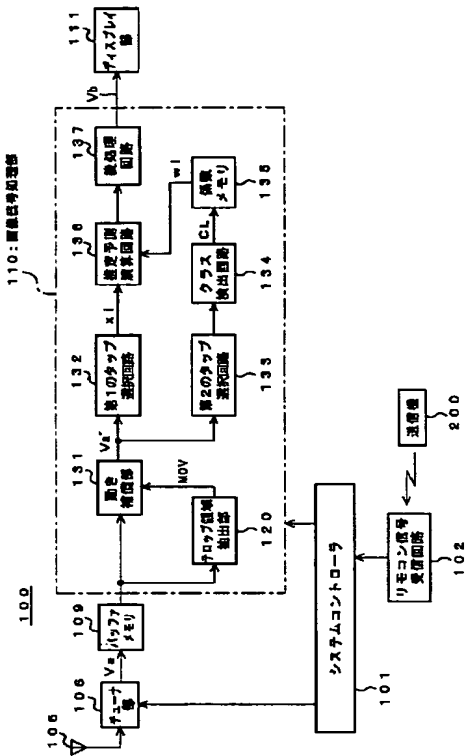 100
110:画像信号処理部
105
106
チューナ
部
Va
109
バッファ
メモリ
131
動き
補償部
Va'
MOV
テロップ領域
抽出部
120
132
第1のタップ
選択回路
xi
136
推定予測
演算回路
137
後処理
回路
Vb
111
ディスプレイ
部
133
第2のタップ
選択回路
134
クラス
検出回路
CL
135
係数
メモリ
wi
システムコントローラ
101
リモコン信号
受信回路
102
送信機
200